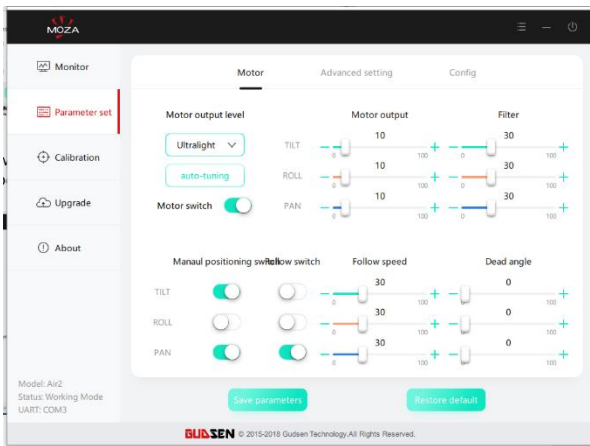 MOZA
Monitor
Parameter set
Calibration
Upgrade
About
Motor Advanced setting Config
Motor output level Motor output Filter
Ultralight
auto-tuning
Motor switch
TILT 10 0 100 30 0 100
ROLL 10 0 100 30 0 100
PAN 10 0 100 30 0 100
Manaul positioning switch Follow switch Follow speed Dead angle
TILT 30 0 100 0 0 100
ROLL 30 0 100 0 0 100
PAN 30 0 100 0 0 100
Model: Air2
Status: Working Mode
UART: COM3
Save parameters Restore default
GUDSEN © 2015-2018 Gudsen Technology.All Rights Reserved.